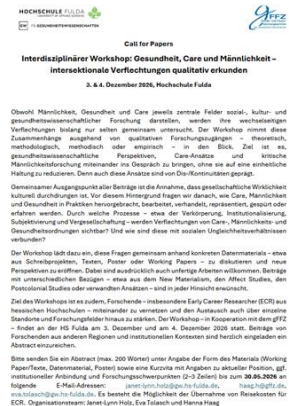 HOCHSCHULE FULDA
UNIVERSITY OF APPLIED SCIENCES
GW FB GESUNDHEITSWISSENSCHAFTEN
gFFZ
Call for Papers
Interdisziplinärer Workshop: Gesundheit, Care und Männlichkeit –
intersektionale Verflechtungen qualitativ erkunden
3. & 4. Dezember 2026, Hochschule Fulda
Obwohl Männlichkeit, Gesundheit und Care jeweils zentrale Felder sozial-, kultur- und
gesundheitswissenschaftlicher Forschung darstellen, werden ihre wechselseitigen
Verflechtungen bislang nur selten gemeinsam untersucht. Der Workshop nimmt diese
Zusammenhänge ausgehend von qualitativen Forschungszugängen – theoretisch,
methodologisch, methodisch oder empirisch – in den Blick. Ziel ist es,
gesundheitswissenschaftliche Perspektiven, Care-Ansätze und kritische
Männlichkeitsforschung miteinander ins Gespräch zu bringen, ohne sie auf eine einheitliche
Haltung zu reduzieren. Denn auch diese Ansätze sind von Dis-/Kontinuitäten geprägt.
Gemeinsamer Ausgangspunkt aller Beiträge ist die Annahme, dass gesellschaftliche Wirklichkeit
kulturell durchdrungen ist. Vor diesem Hintergrund fragen wir danach, wie Care, Männlichkeit
und Gesundheit in Praktiken hervorgebracht, bearbeitet, verhandelt, repräsentiert, gespürt oder
erfahren werden. Durch welche Prozesse – etwa der Verkörperung, Institutionalisierung,
Subjektivierung und Vergesellschaftung – werden Verflechtungen von Care-, Männlichkeits- und
Gesundheitsordnungen sichtbar? Und wie sind diese mit sozialen Ungleichheitsverhältnissen
verbunden?
Der Workshop lädt dazu ein, diese Fragen gemeinsam anhand konkreten Datenmaterials – etwa
aus Schreibprojekten, Texten, Poster oder Working Papers – zu diskutieren und neue
Perspektiven zu eröffnen. Dabei sind ausdrücklich auch unfertige Arbeiten willkommen. Beiträge
mit unterschiedlichen Bezügen – etwa aus dem New Materialism, den Affect Studies, den
Postcolonial Studies oder verwandten Ansätzen – sind in jeder Hinsicht erwünscht.
Ziel des Workshops ist es zudem, Forschende – insbesondere Early Career Researcher (ECR) aus
hessischen Hochschulen – miteinander zu vernetzen und den Austausch auch über einzelne
Standorte und Forschungsfelder hinaus zu stärken. Der Workshop – in Kooperation mit dem gFFZ
– findet an der HS Fulda am 3. Dezember und am 4. Dezember 2026 statt. Beiträge von
Forschenden aus anderen Regionen und institutionellen Kontexten sind herzlich eingeladen ein
Abstract einzureichen.
Bitte senden Sie ein Abstract (max. 200 Wörter) unter Angabe der Form des Materials (Working
Paper/Texte, Datenmaterial, Poster) sowie eine Kurzvita mit Angabe zu aktueller Position, ggf.
institutioneller Anbindung und Forschungsschwerpunkten (2–3 Zeilen) bis zum 30.05.2026 an
folgende E-Mail-Adressen: janet-lynn.holz@gw.hs-fulda.de, haag.h@gffz.de,
eva.tolasch@gw.hs-fulda.de. Es besteht die Möglichkeit der Übernahme von Reisekosten für
ECR. Organisationsteam: Janet-Lynn Holz, Eva Tolasch und Hanna Haag